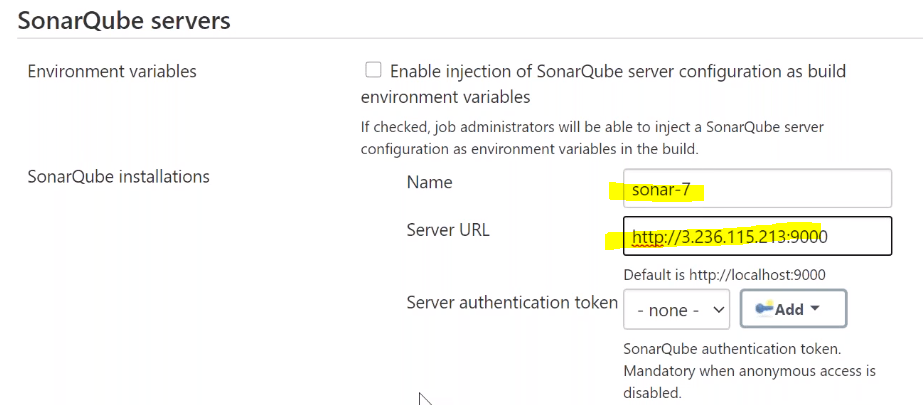 SonarQube servers
Environment variables
Enable injection of SonarQube server configuration as build
environment variables
If checked, job administrators will be able to inject a SonarQube server
configuration as environment variables in the build.
SonarQube installations
Name
sonar-7
Server URL
http://3.236.115.213:9000
Default is http://localhost:9000
Server authentication token
- none -
Add
SonarQube authentication token.
Mandatory when anonymous access is
disabled.